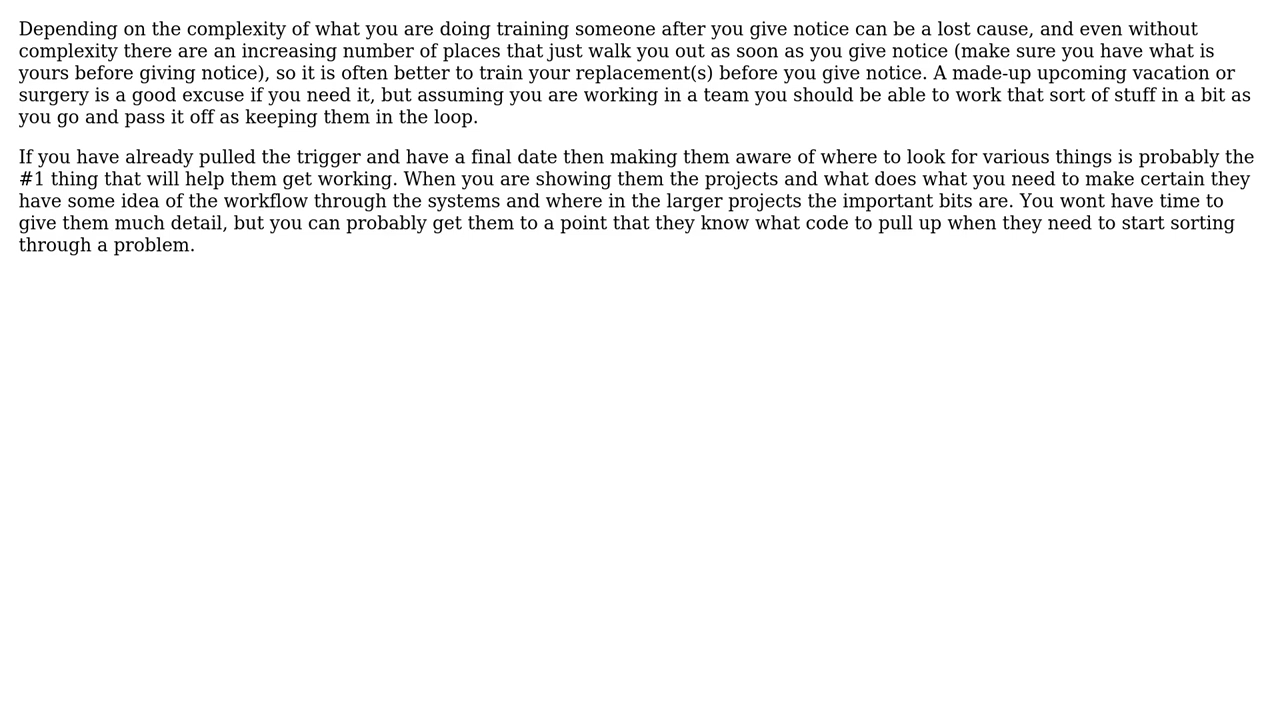 Depending on the complexity of what you are doing training someone after you give notice can be a lost cause, and even without
complexity there are an increasing number of places that just walk you out as soon as you give notice (make sure you have what is
yours before giving notice), so it is often better to train your replacement(s) before you give notice. A made-up upcoming vacation or
surgery is a good excuse if you need it, but assuming you are working in a team you should be able to work that sort of stuff in a bit as
you go and pass it off as keeping them in the loop.
If you have already pulled the trigger and have a final date then making them aware of where to look for various things is probably the
#1 thing that will help them get working. When you are showing them the projects and what does what you need to make certain they
have some idea of the workflow through the systems and where in the larger projects the important bits are. You wont have time to
give them much detail, but you can probably get them to a point that they know what code to pull up when they need to start sorting
through a problem.